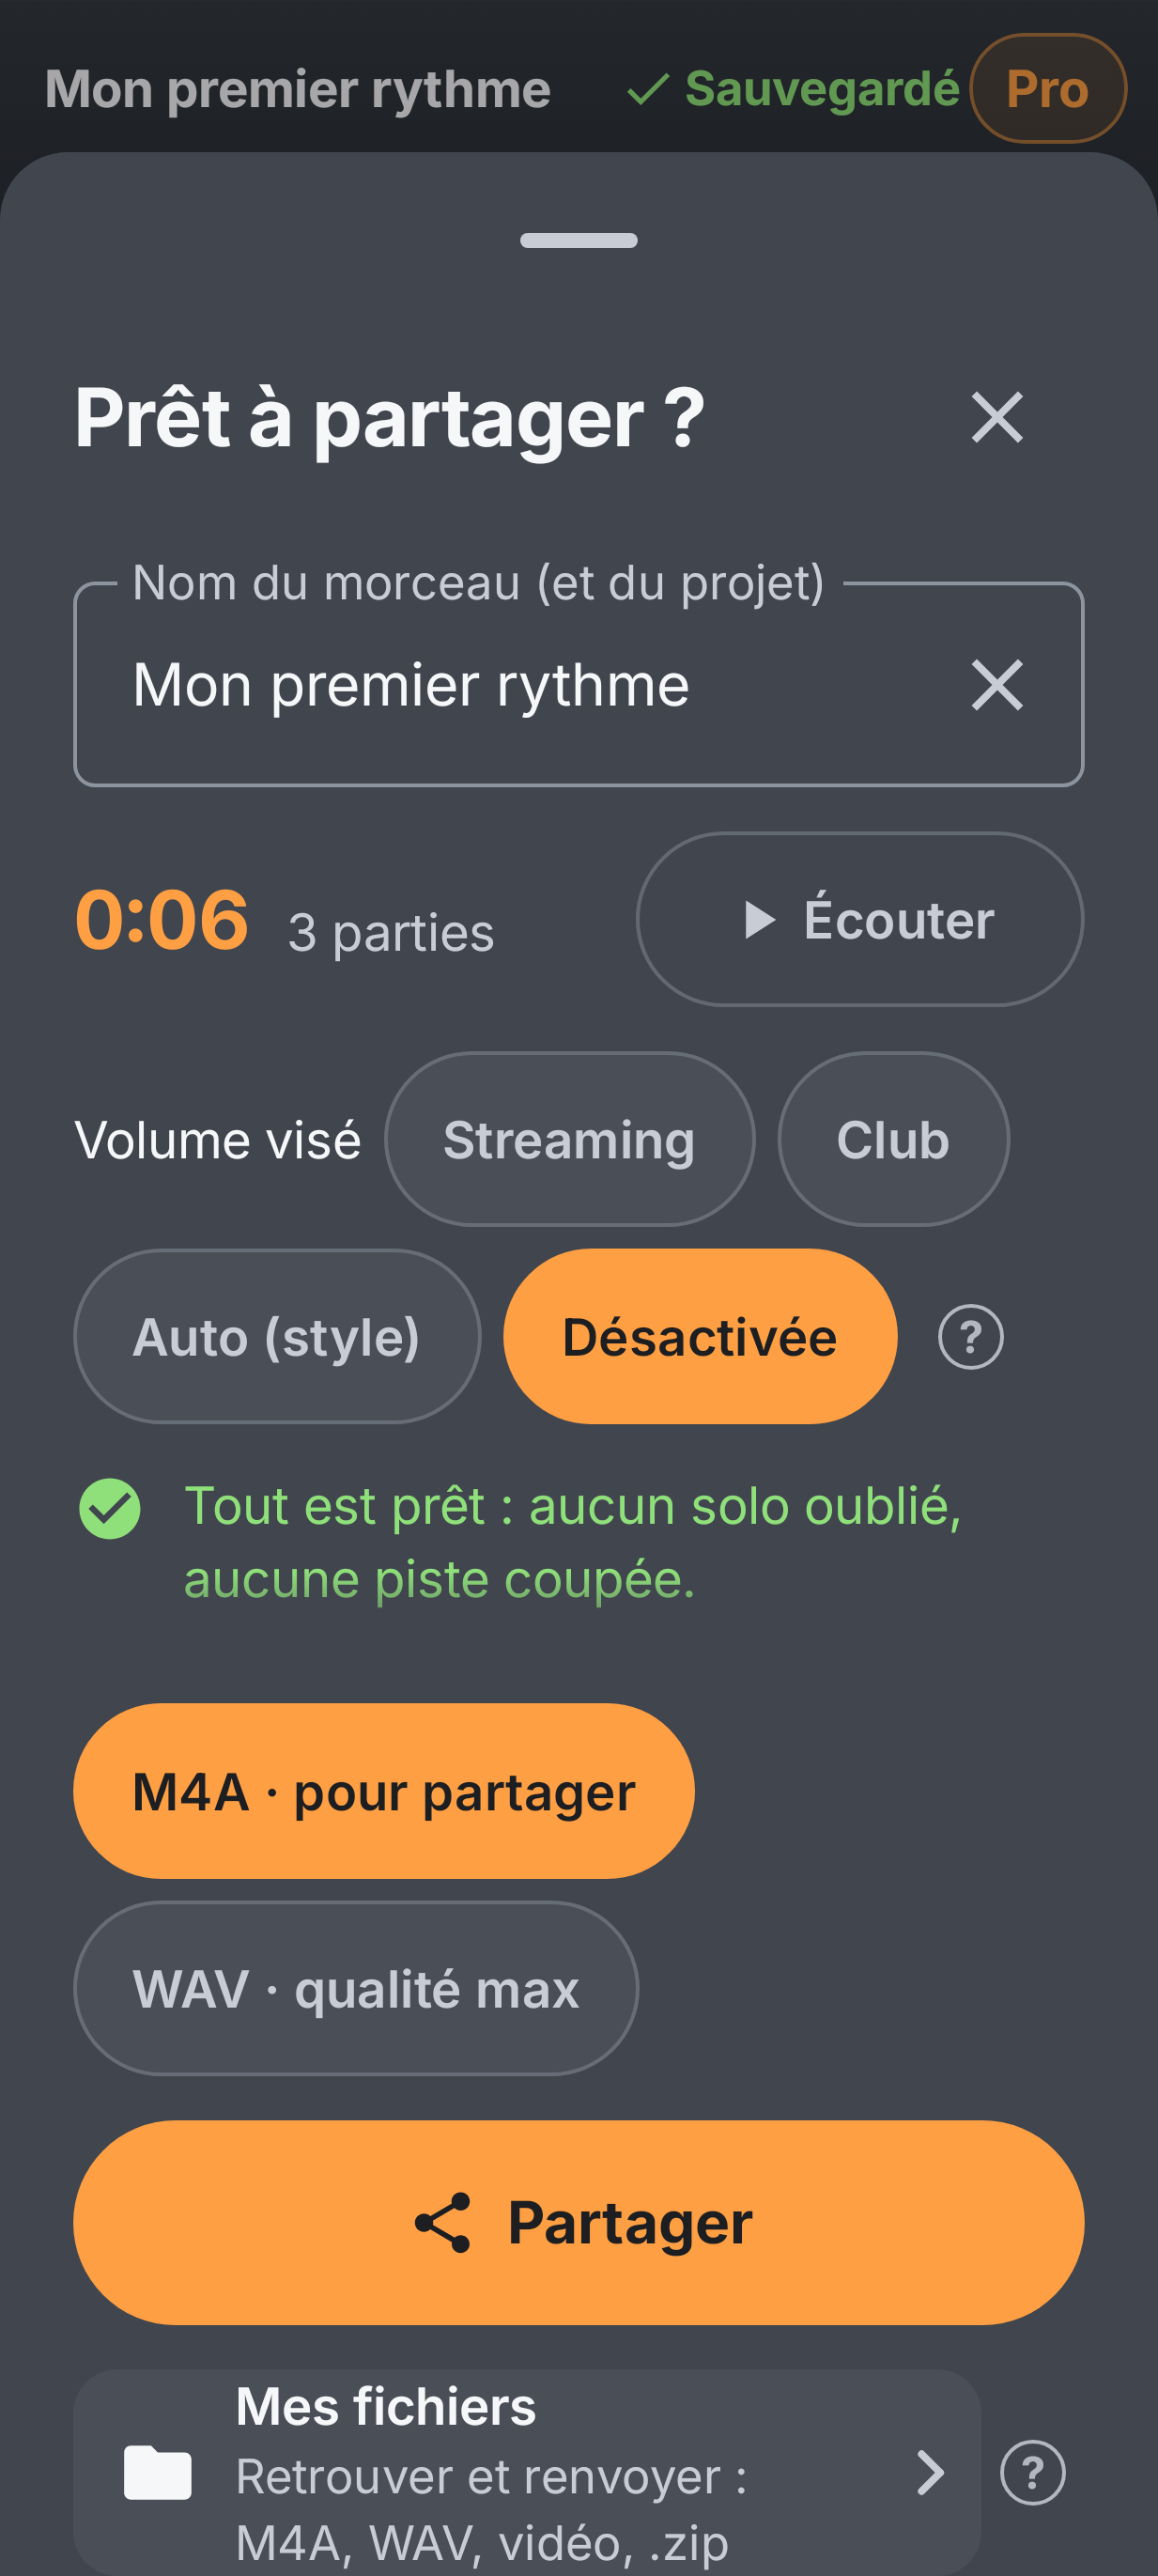 Mon premier rythme
Sauvegardé
Pro
Prêt à partager ?
Nom du morceau (et du projet)
Mon premier rythme
0:06 3 parties
Écouter
Volume visé
Streaming
Club
Auto (style)
Désactivée
?
Tout est prêt : aucun solo oublié,
aucune piste coupée.
M4A · pour partager
WAV · qualité max
Partager
Mes fichiers
Retrouver et renvoyer :
M4A, WAV, vidéo, .zip
?